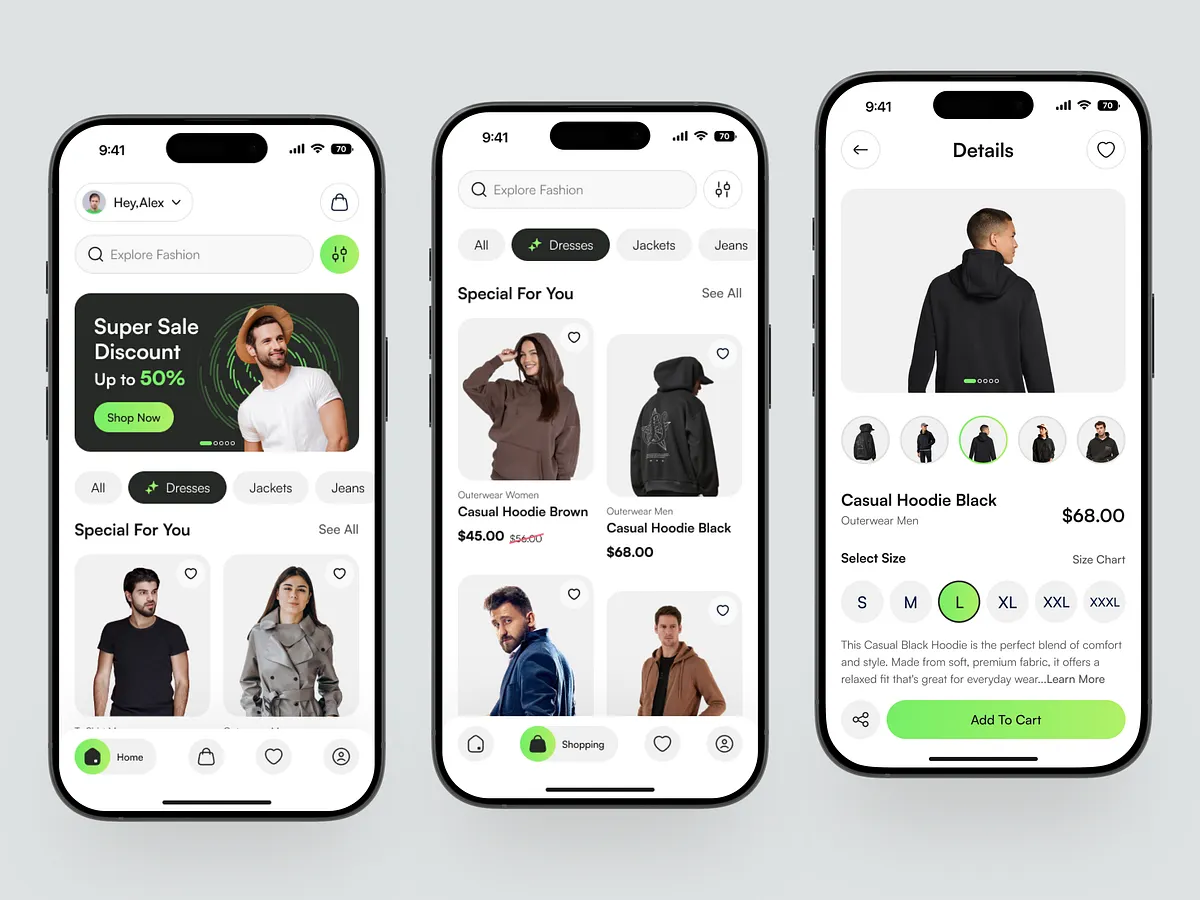 9:41
70
Hey,Alex
Explore Fashion
Super Sale
Discount
Up to 50%
Shop Now
All
Dresses
Jackets
Jeans
Special For You
See All
Home
9:41
70
Explore Fashion
All
Dresses
Jackets
Jeans
Special For You
See All
Outerwear Women
Casual Hoodie Brown
$45.00 $56.00
Outerwear Men
Casual Hoodie Black
$68.00
Shopping
9:41
70
Details
Casual Hoodie Black
Outerwear Men
$68.00
Select Size
Size Chart
S
M
L
XL
XXL
XXXL
This Casual Black Hoodie is the perfect blend of comfort
and style. Made from soft, premium fabric, it offers a
relaxed fit that's great for everyday wear...Learn More
Add To Cart